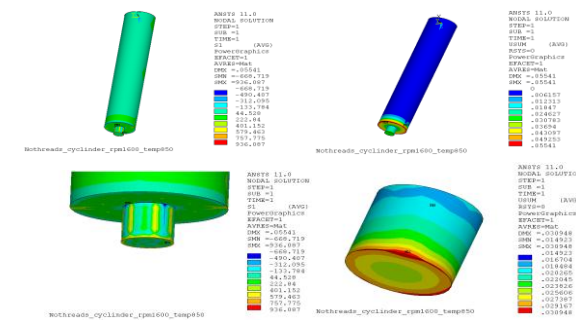 ANSYS 11.0
NODAL SOLUTION
STEP=1
SUB =1
TIME=1
S1 (AVG)
PowerGraphics
EFACET=1
AVRES=Mat
DMX =.05541
SMN =-668.719
SMX =936.087
-668.719
-490.407
-312.095
-133.784
44.528
222.84
401.152
579.463
757.775
936.087
Nothreads_cyclinder_rpm1600_temp850
ANSYS 11.0
NODAL SOLUTION
STEP=1
SUB =1
TIME=1
USUM (AVG)
RSYS=0
PowerGraphics
EFACET=1
AVRES=Mat
DMX =.05541
SMX =.05541
0
.006157
.012313
.01847
.024627
.030783
.03694
.043097
.049253
.05541
Nothreads_cyclinder_rpm1600_temp850
ANSYS 11.0
NODAL SOLUTION
STEP=1
SUB =1
TIME=1
S1 (AVG)
PowerGraphics
EFACET=1
AVRES=Mat
DMX =.05541
SMN =-668.719
SMX =936.087
-668.719
-490.407
-312.095
-133.784
44.528
222.84
401.152
579.463
757.775
936.087
Nothreads_cyclinder_rpm1600_temp850
ANSYS 11.0
NODAL SOLUTION
STEP=1
SUB =1
TIME=1
USUM (AVG)
RSYS=0
PowerGraphics
EFACET=1
AVRES=Mat
DMX =.030948
SMN =.014923
SMX =.030948
.014923
.016704
.018484
.020265
.022045
.023826
.025606
.027387
.029167
.030948
Nothreads_cyclinder_rpm1600_temp850